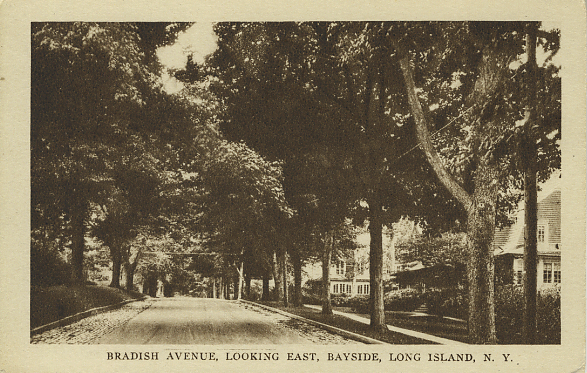 BRADISH AVENUE, LOOKING EAST, BAYSIDE, LONG ISLAND, N. Y.